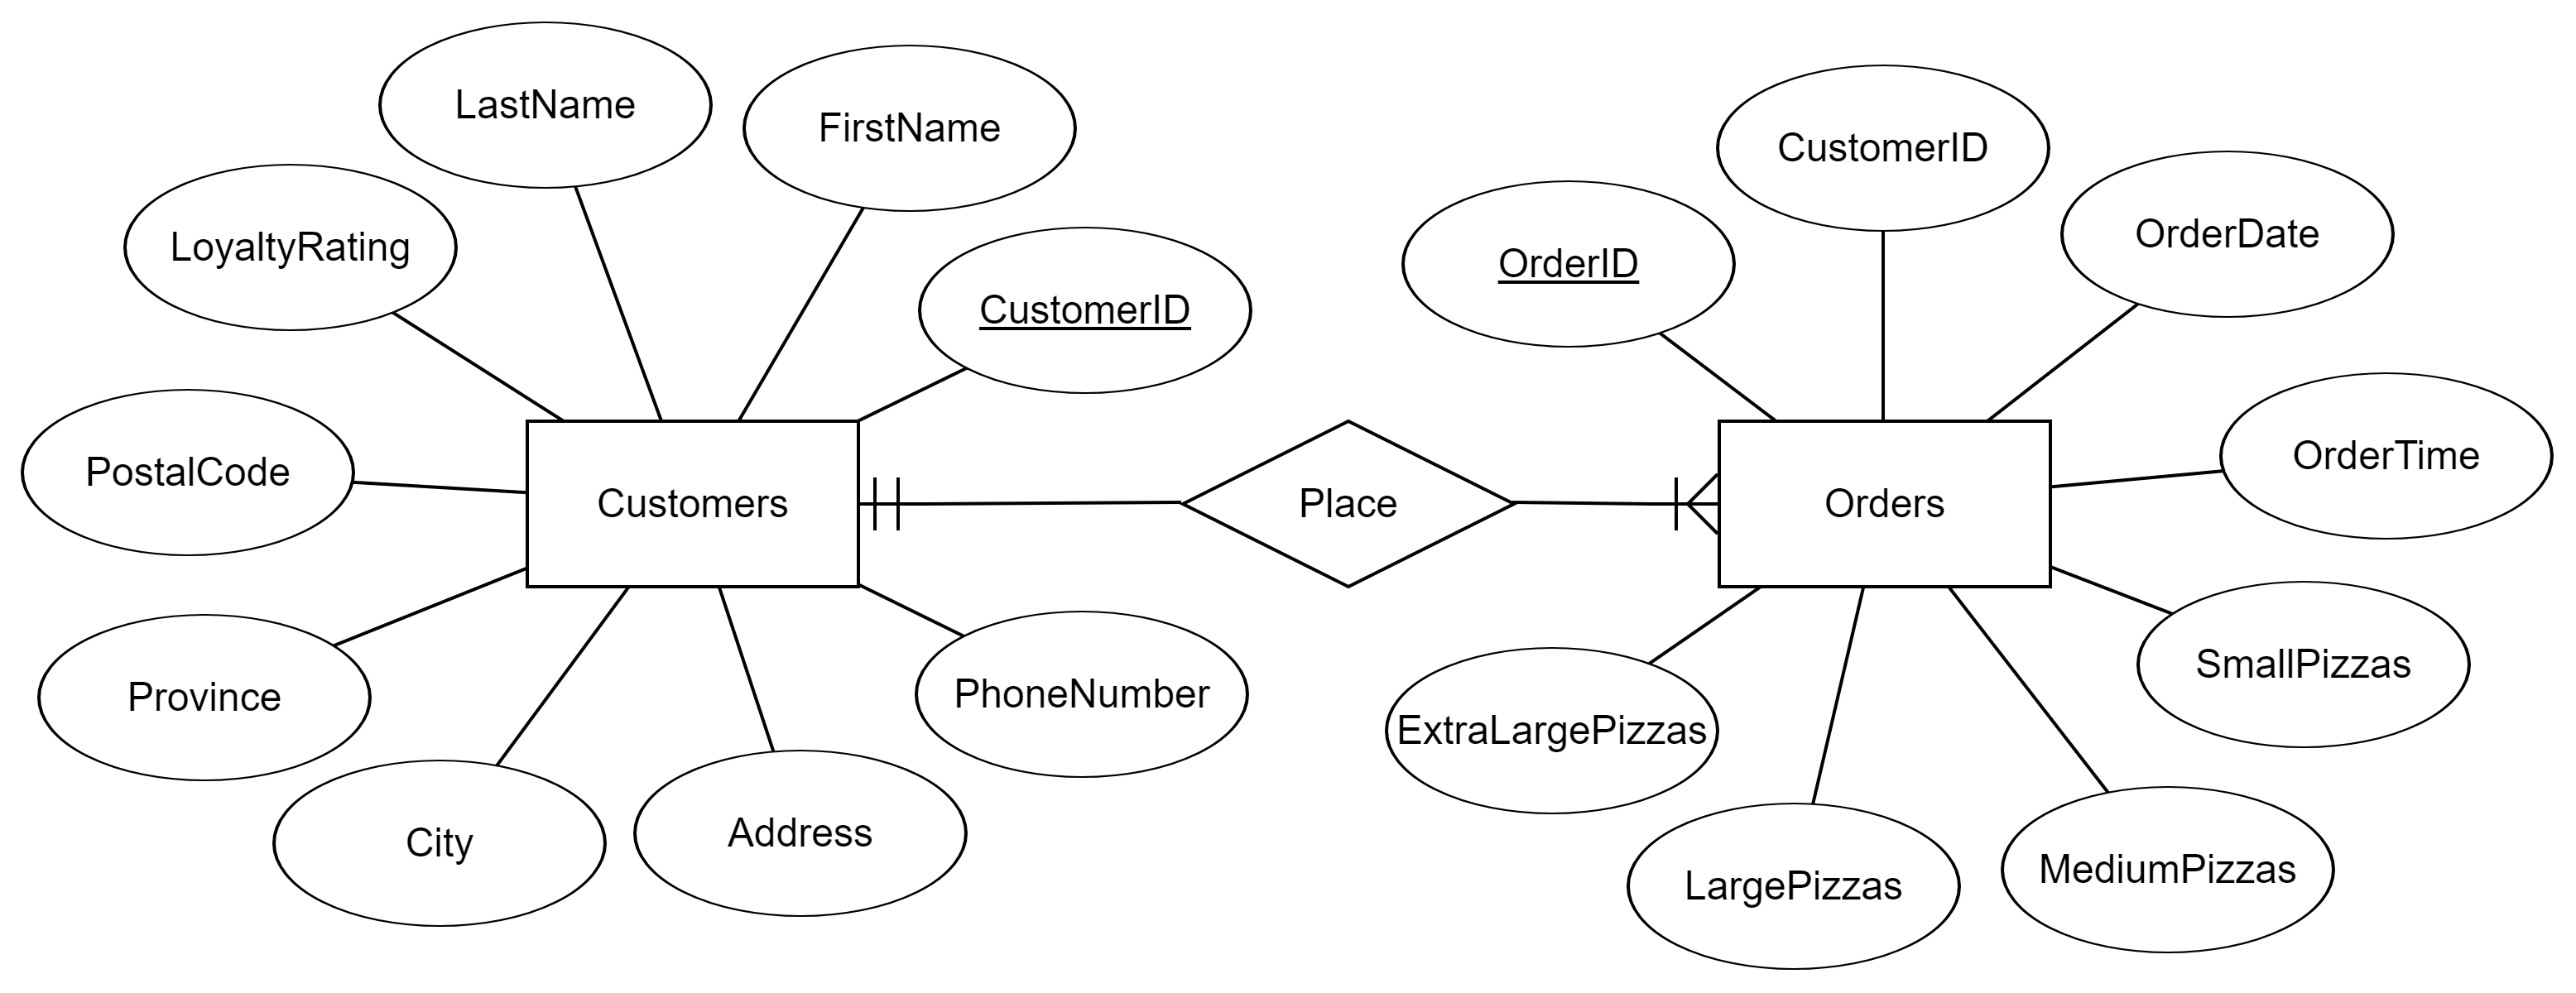 LastName
FirstName
LoyaltyRating
CustomerID
PostalCode
Customers
Province
City
Address
PhoneNumber
Place
CustomerID
OrderID
OrderDate
OrderTime
Orders
SmallPizzas
ExtraLargePizzas
MediumPizzas
LargePizzas